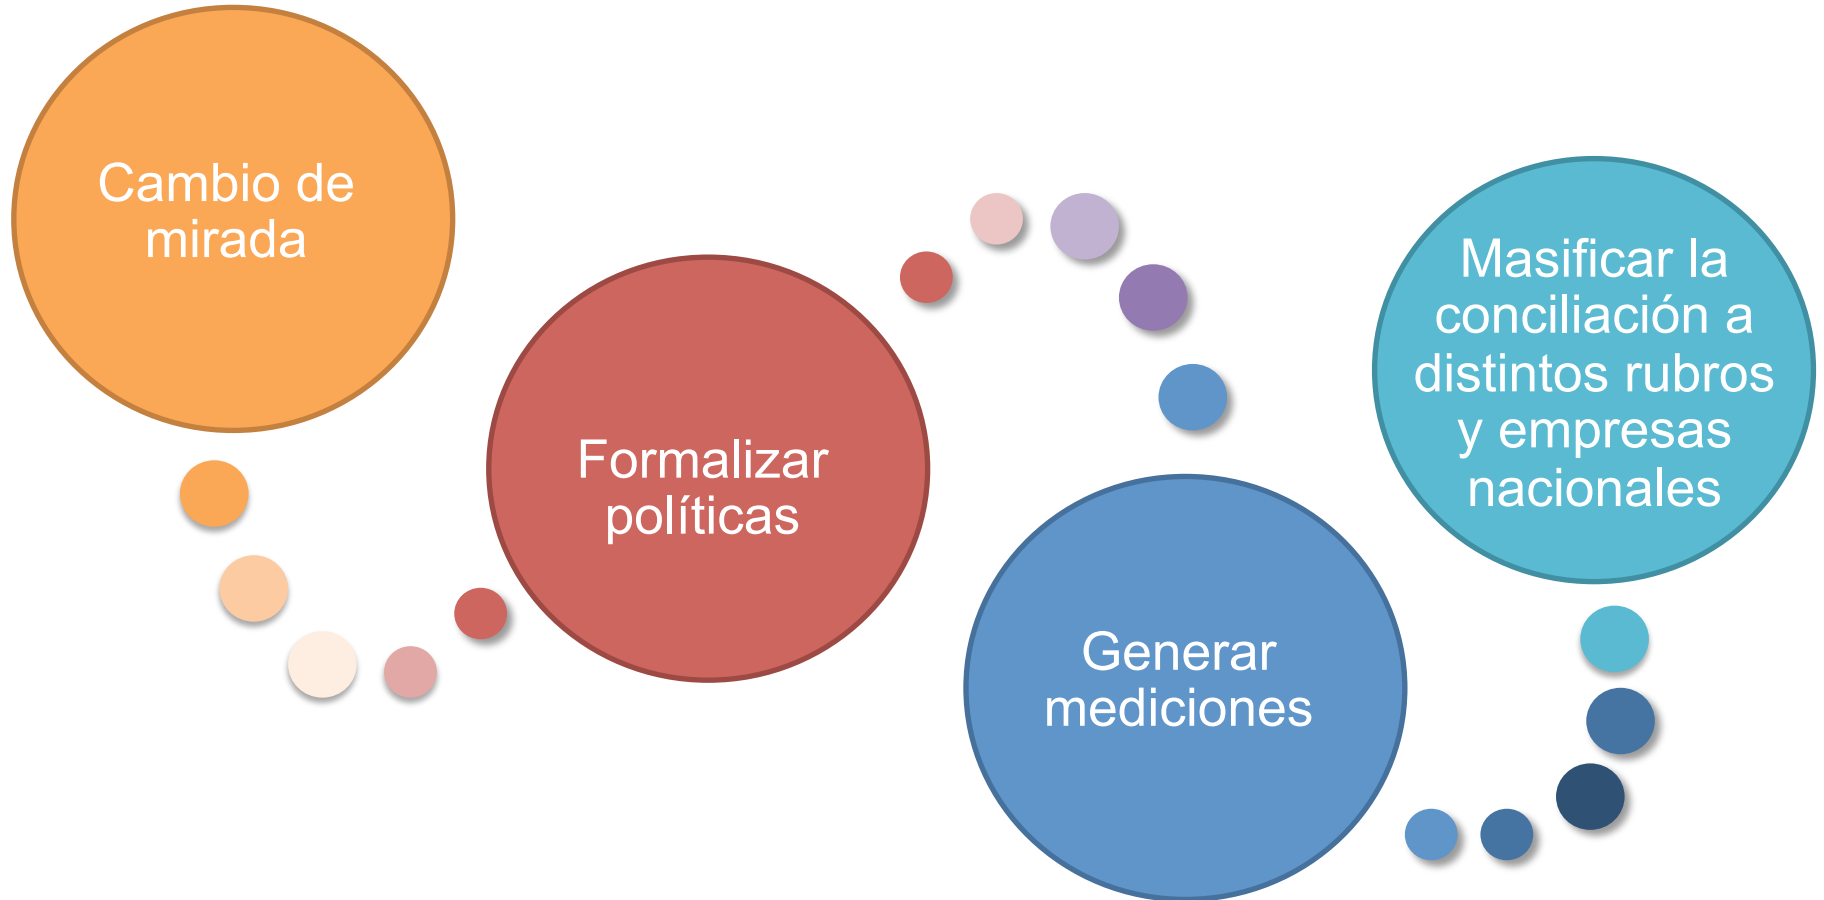 Cambio de
mirada
Formalizar
políticas
Generar
mediciones
Masificar la
conciliación a
distintos rubros
y empresas
nacionales